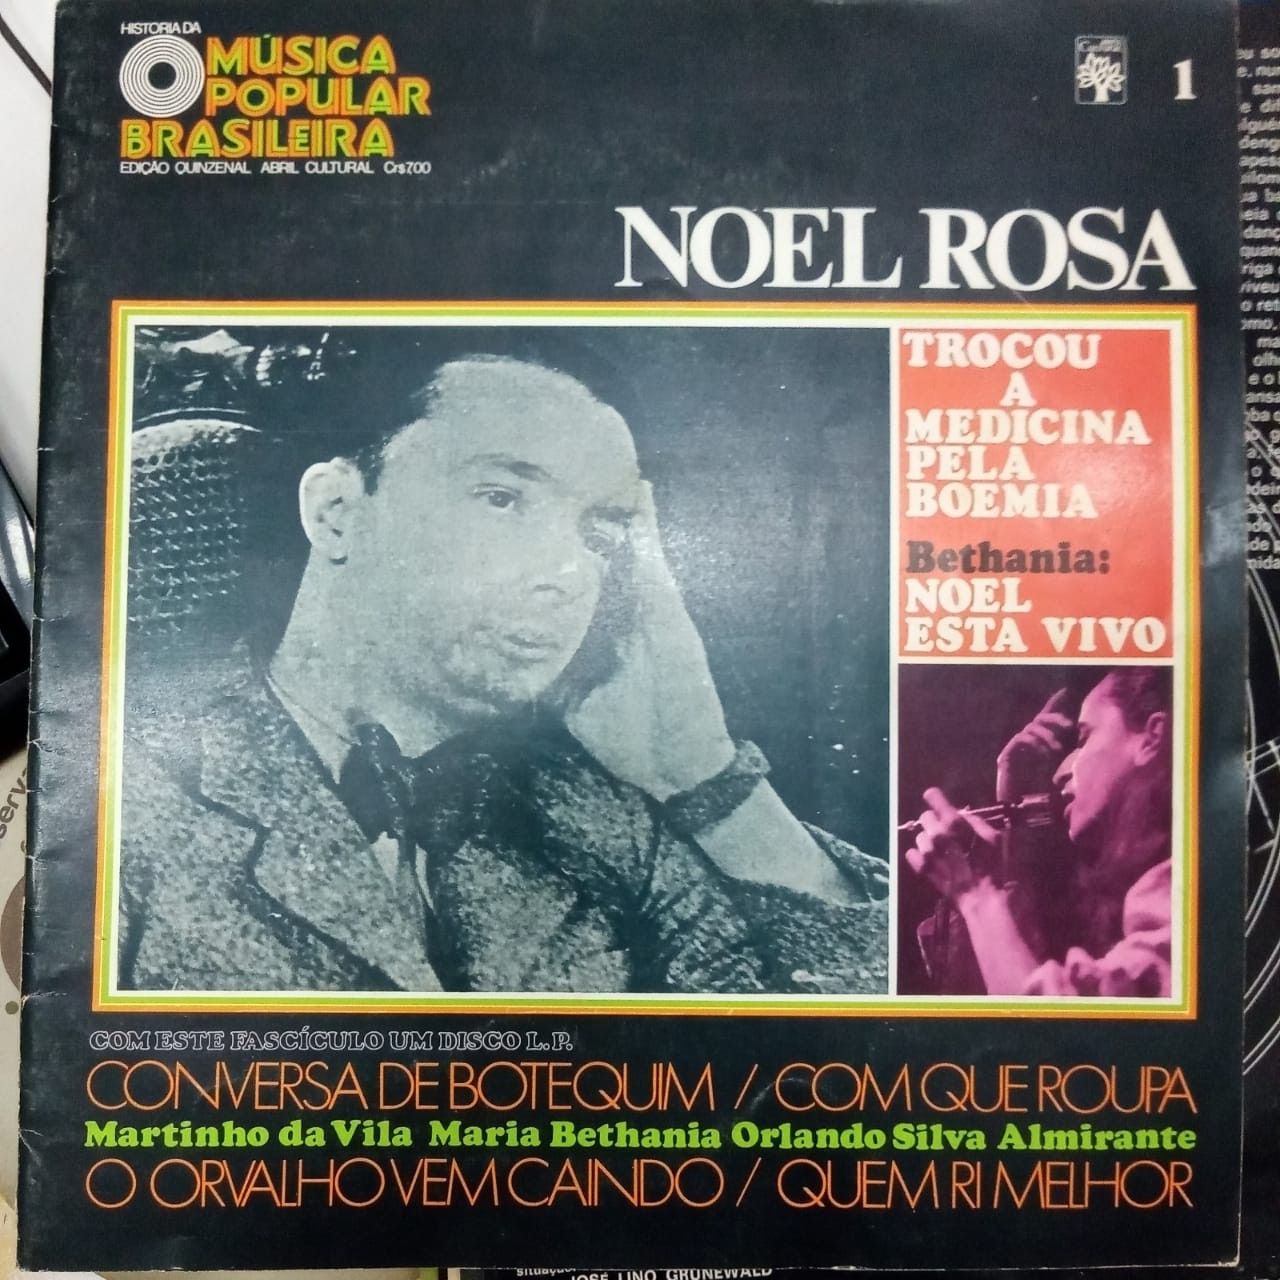 HISTORIA DA
MÚSICA
POPULAR
BRASILEIRA
EDIÇÃO QUINZENAL ABRIL CULTURAL Cr$7,00
1
NOEL ROSA
TROCOU
A
MEDICINA
PELA
BOEMIA
Bethania:
NOEL
ESTA VIVO
COM ESTE FASCÍCULO UM DISCO L.P.
CONVERSA DE BOTEQUIM / COM QUE ROUPA
Martinho da Vila Maria Bethania Orlando Silva Almirante
O ORVALHO VEM CAINDO / QUEM RI MELHOR
JOSÉ LINO GRÜNEWALD